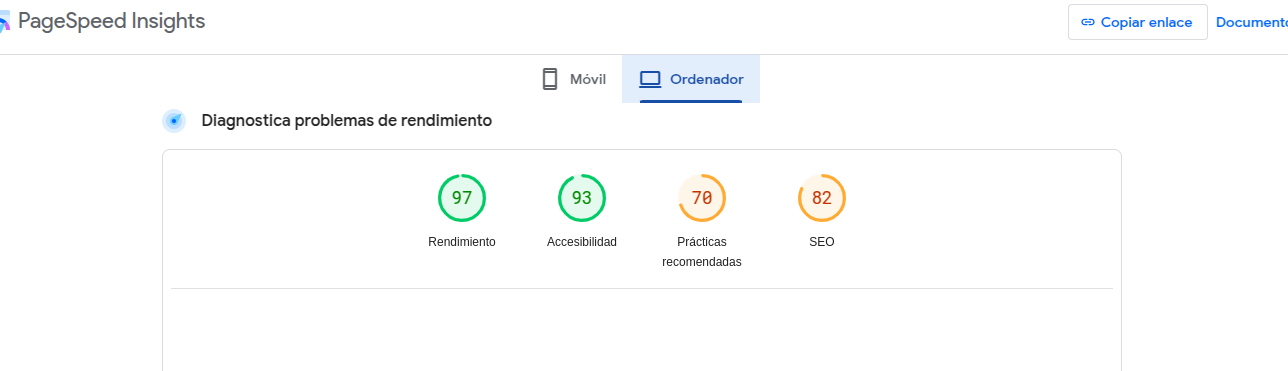 PageSpeed Insights
Copiar enlace
Móvil
Ordenador
Diagnostica problemas de rendimiento
97
93
70
82
Rendimiento
Accesibilidad
Prácticas
recomendadas
SEO